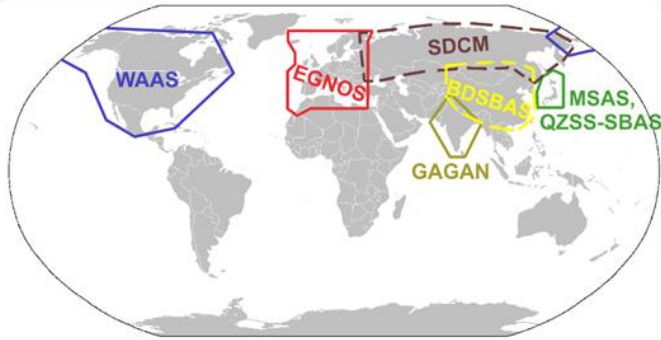 SDCM
WAAS
EGNOS
BDSBAS
MSAS,
QZSS-SBAS
GAGAN